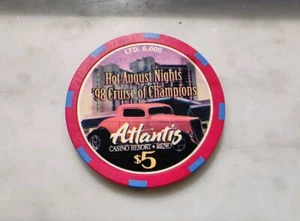 LTD. 6,000
Hot August Nights
'98 Cruise of Champions
Atlantis
CASINO RESORT • RENO
$5